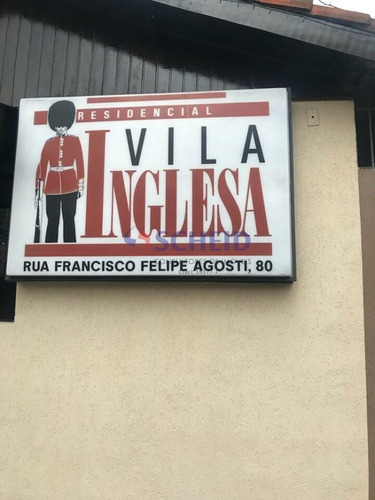 RESIDENCIAL
VILA
INGLESA
SCHEID
RUA FRANCISCO FELIPE AGOSTI, 80